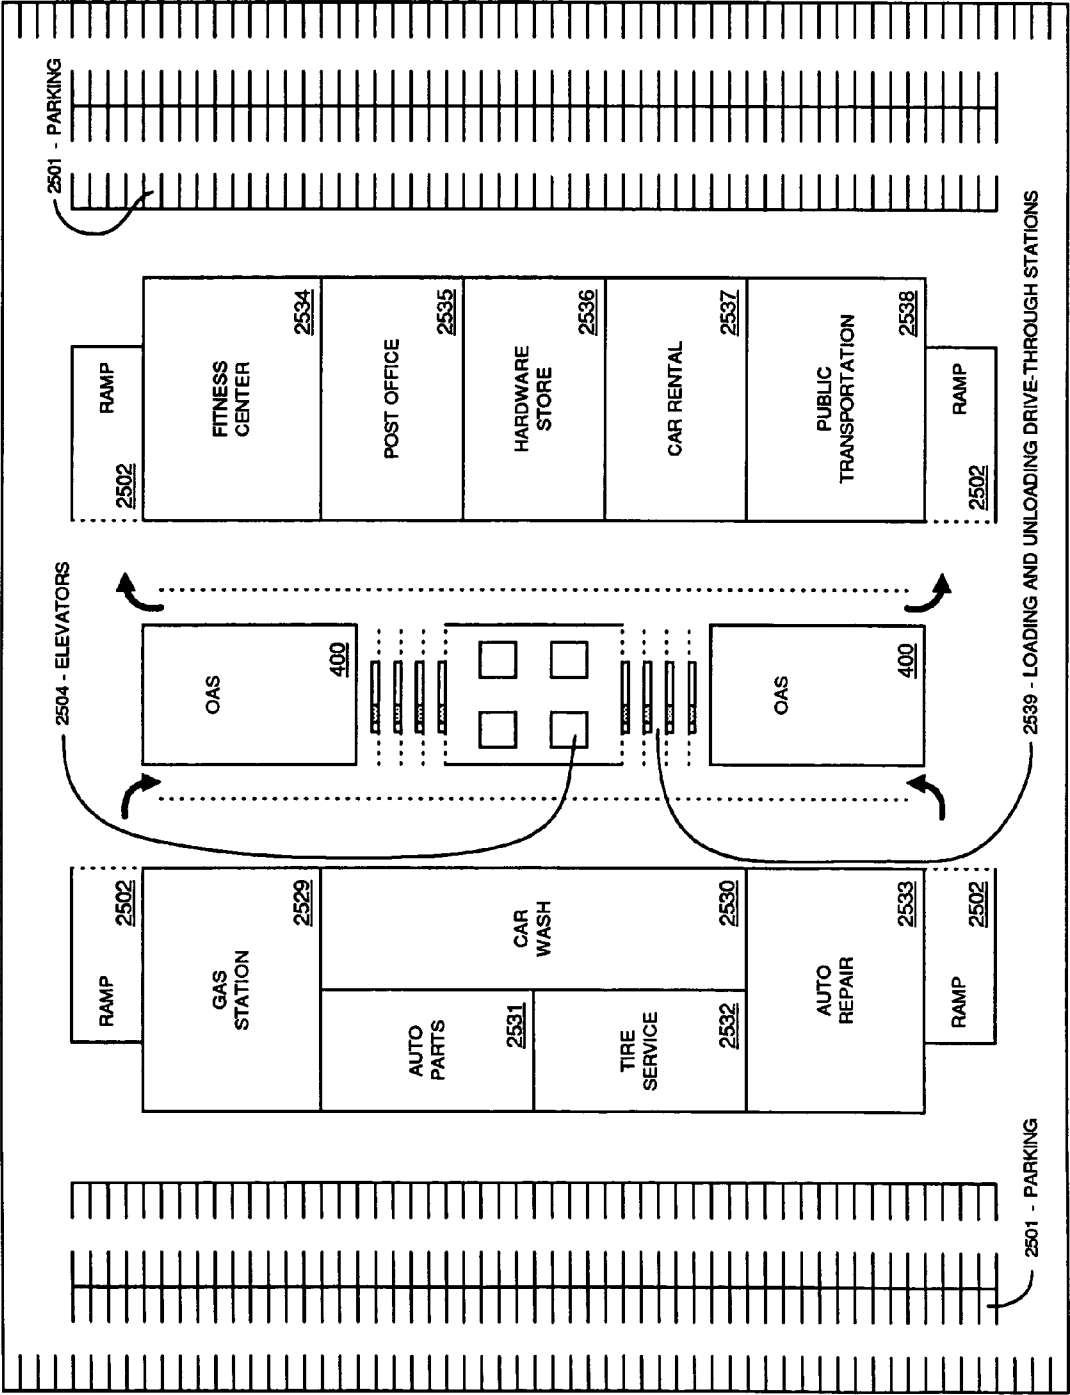 2504 - ELEVATORS
2501 - PARKING
RAMP
2502
2502
RAMP
GAS
STATION
2529
OAS
400
FITNESS
CENTER
2534
AUTO
PARTS
2531
CAR
WASH
2530
POST OFFICE
2535
HARDWARE
STORE
2536
TIRE
SERVICE
2532
CAR RENTAL
2537
AUTO
REPAIR
2533
OAS
400
PUBLIC
TRANSPORTATION
2538
RAMP
2502
2502
RAMP
2501 - PARKING
2539 - LOADING AND UNLOADING DRIVE-THROUGH STATIONS